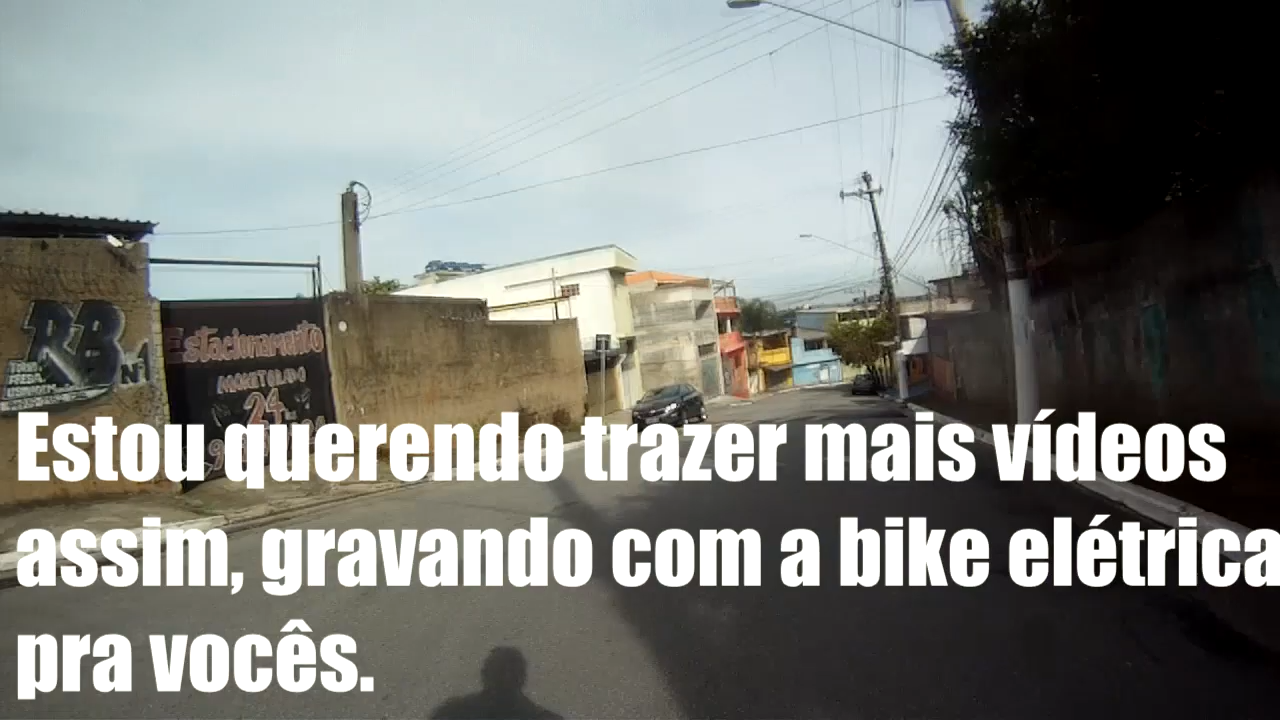 RB
Estacionamento
24
Estou querendo trazer mais vídeos
assim, gravando com a bike elétrica
pra vocês.